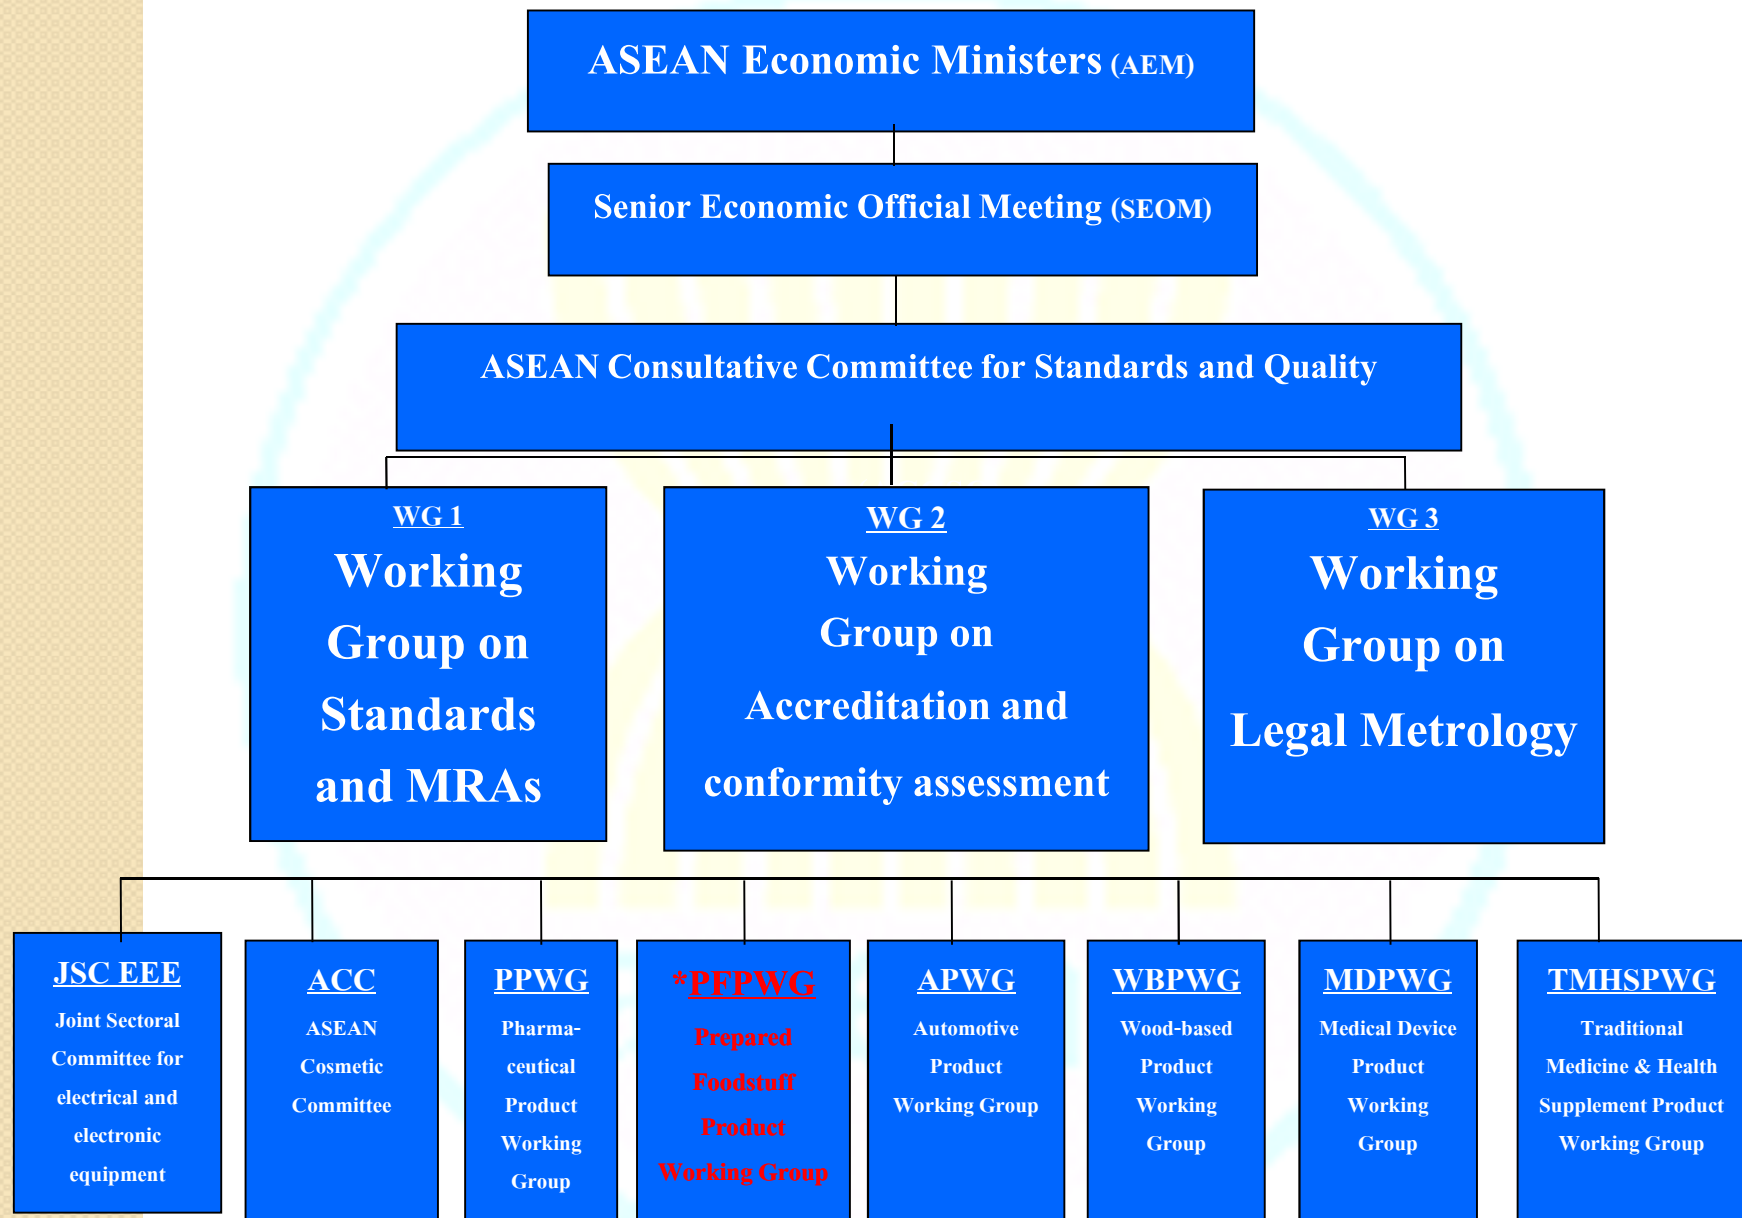 ASEAN Economic Ministers (AEM)
Senior Economic Official Meeting (SEOM)
ASEAN Consultative Committee for Standards and Quality
WG 1
Working
Group on
Standards
and MRAs
WG 2
Working
Group on
Accreditation and
conformity assessment
WG 3
Working
Group on
Legal Metrology
JSC EEE
Joint Sectoral
Committee for
electrical and
electronic
equipment
ACC
ASEAN
Cosmetic
Committee
PPWG
Pharma-
ceutical
Product
Working
Group
*PFPWG
Prepared
Foodstuff
Product
Working Group
APWG
Automotive
Product
Working Group
WBPWG
Wood-based
Product
Working
Group
MDPWG
Medical Device
Product
Working
Group
TMHSPWG
Traditional
Medicine & Health
Supplement Product
Working Group